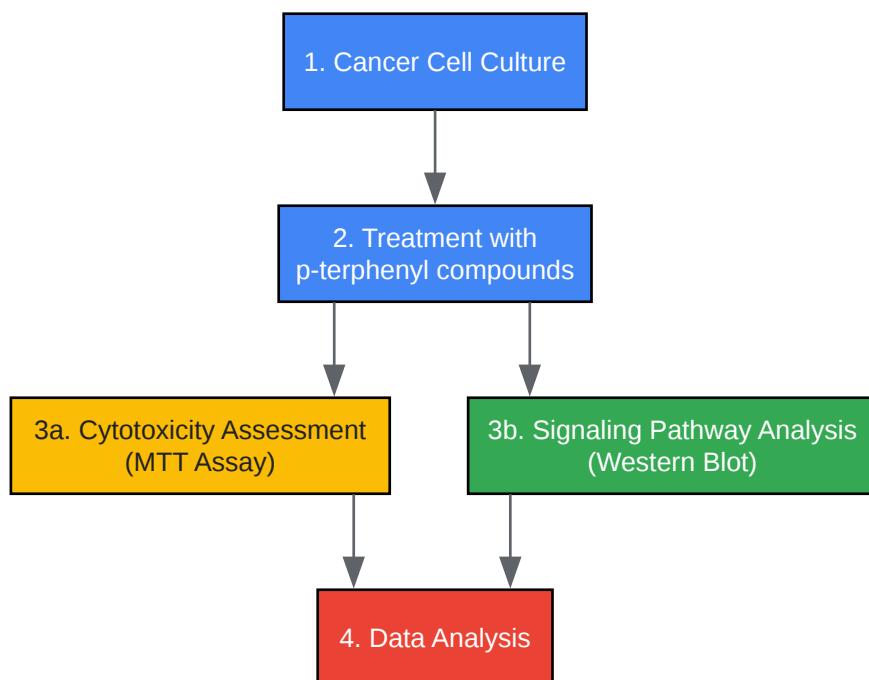 1. Cancer Cell Culture
2. Treatment with
p-terphenyl compounds
3a. Cytotoxicity Assessment
(MTT Assay)
3b. Signaling Pathway Analysis
(Western Blot)
4. Data Analysis